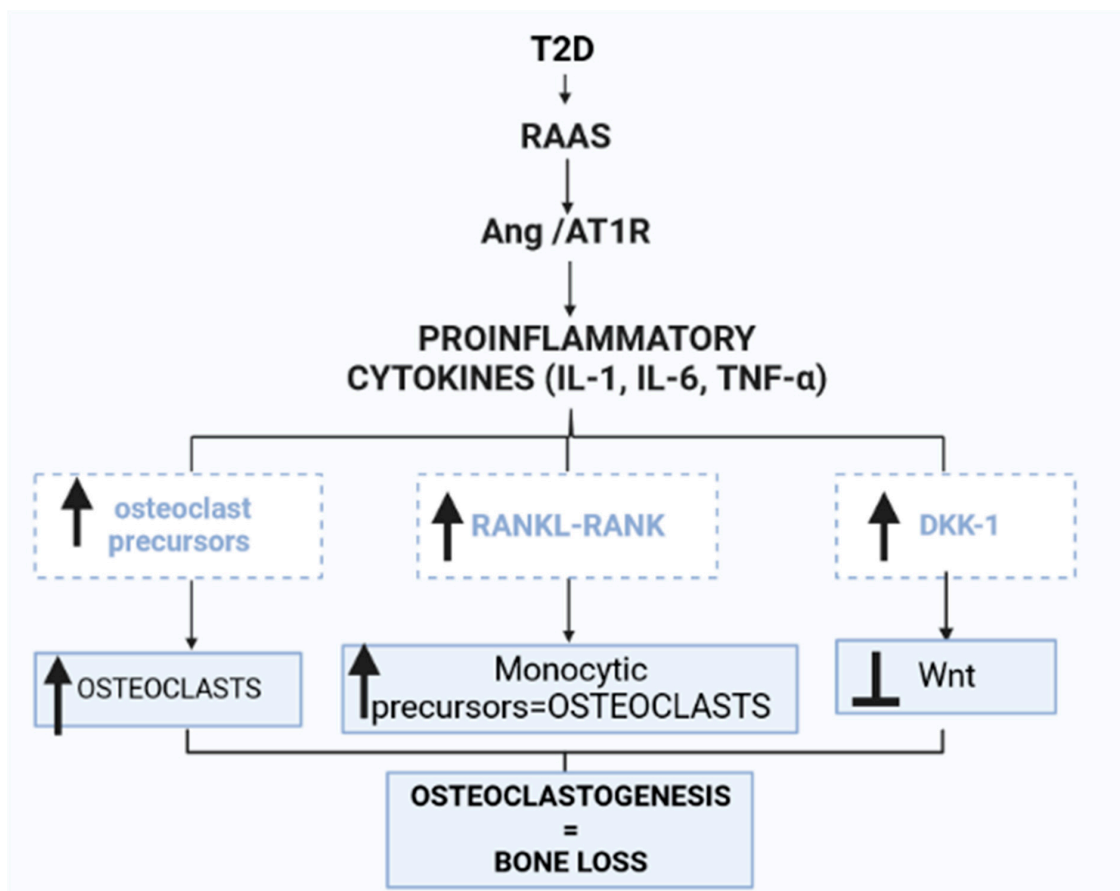 T2D
RAAS
Ang /AT1R
PROINFLAMMATORY
CYTOKINES (IL-1, IL-6, TNF-α)
osteoclast
precursors
RANKL-RANK
DKK-1
OSTEOCLASTS
Monocytic
precursors=OSTEOCLASTS
Wnt
OSTEOCLASTOGENESIS
=
BONE LOSS